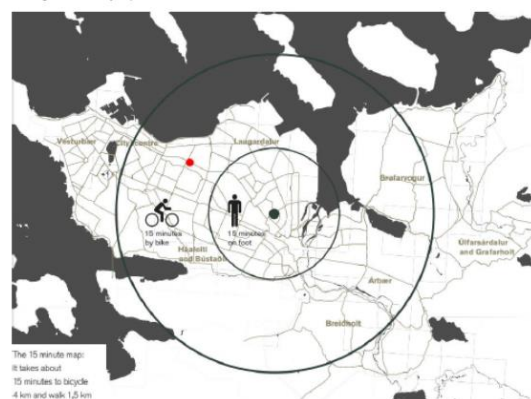 Vesturbær
City centre
Laugardalur
Grafarvogur
15 minutes
by bike
15 minutes
on foot
Háaleiti
and Bústaðir
Úlfarsárdalur
and Grafarholt
Árbær
Breiðholt
The 15 minute map:
It takes about
15 minutes to bicycle
4 km and walk 1,5 km